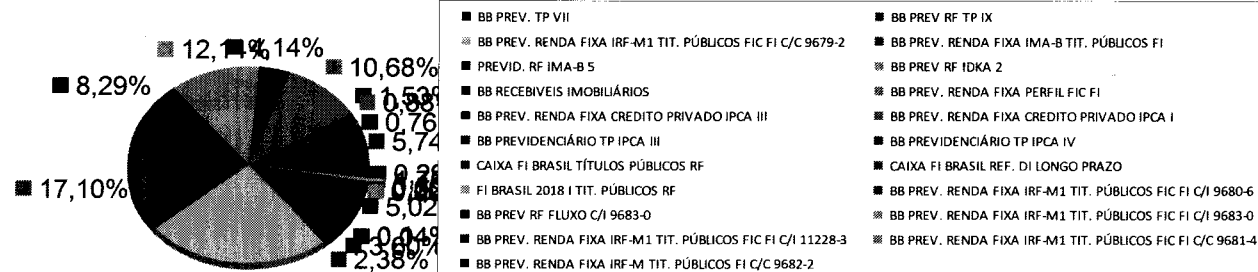 12,14%
4,14%
10,68%
8,29%
0,76
5,74
17,10%
5,02
0,14%
3,60%
2,38%
BB PREV. TP VII
BB PREV RF TP IX
BB PREV. RENDA FIXA IRF-M1 TIT. PÚBLICOS FIC FI C/C 9679-2
BB PREV. RENDA FIXA IMA-B TIT. PÚBLICOS FI
PREVID. RF IMA-B 5
BB PREV RF IDKA 2
BB RECEBIVEIS IMOBILIÁRIOS
BB PREV. RENDA FIXA PERFIL FIC FI
BB PREV. RENDA FIXA CREDITO PRIVADO IPCA III
BB PREV. RENDA FIXA CREDITO PRIVADO IPCA I
BB PREVIDENCIÁRIO TP IPCA III
BB PREVIDENCIÁRIO TP IPCA IV
CAIXA FI BRASIL TÍTULOS PÚBLICOS RF
CAIXA FI BRASIL REF. DI LONGO PRAZO
FI BRASIL 2018 I TIT. PÚBLICOS RF
BB PREV. RENDA FIXA IRF-M1 TIT. PÚBLICOS FIC FI C/I 9680-6
BB PREV RF FLUXO C/I 9683-0
BB PREV. RENDA FIXA IRF-M1 TIT. PÚBLICOS FIC FI C/I 9683-0
BB PREV. RENDA FIXA IRF-M1 TIT. PÚBLICOS FIC FI C/I 11228-3
BB PREV. RENDA FIXA IRF-M1 TIT. PÚBLICOS FIC FI C/C 9681-4
BB PREV. RENDA FIXA IRF-M TIT. PÚBLICOS FI C/C 9682-2